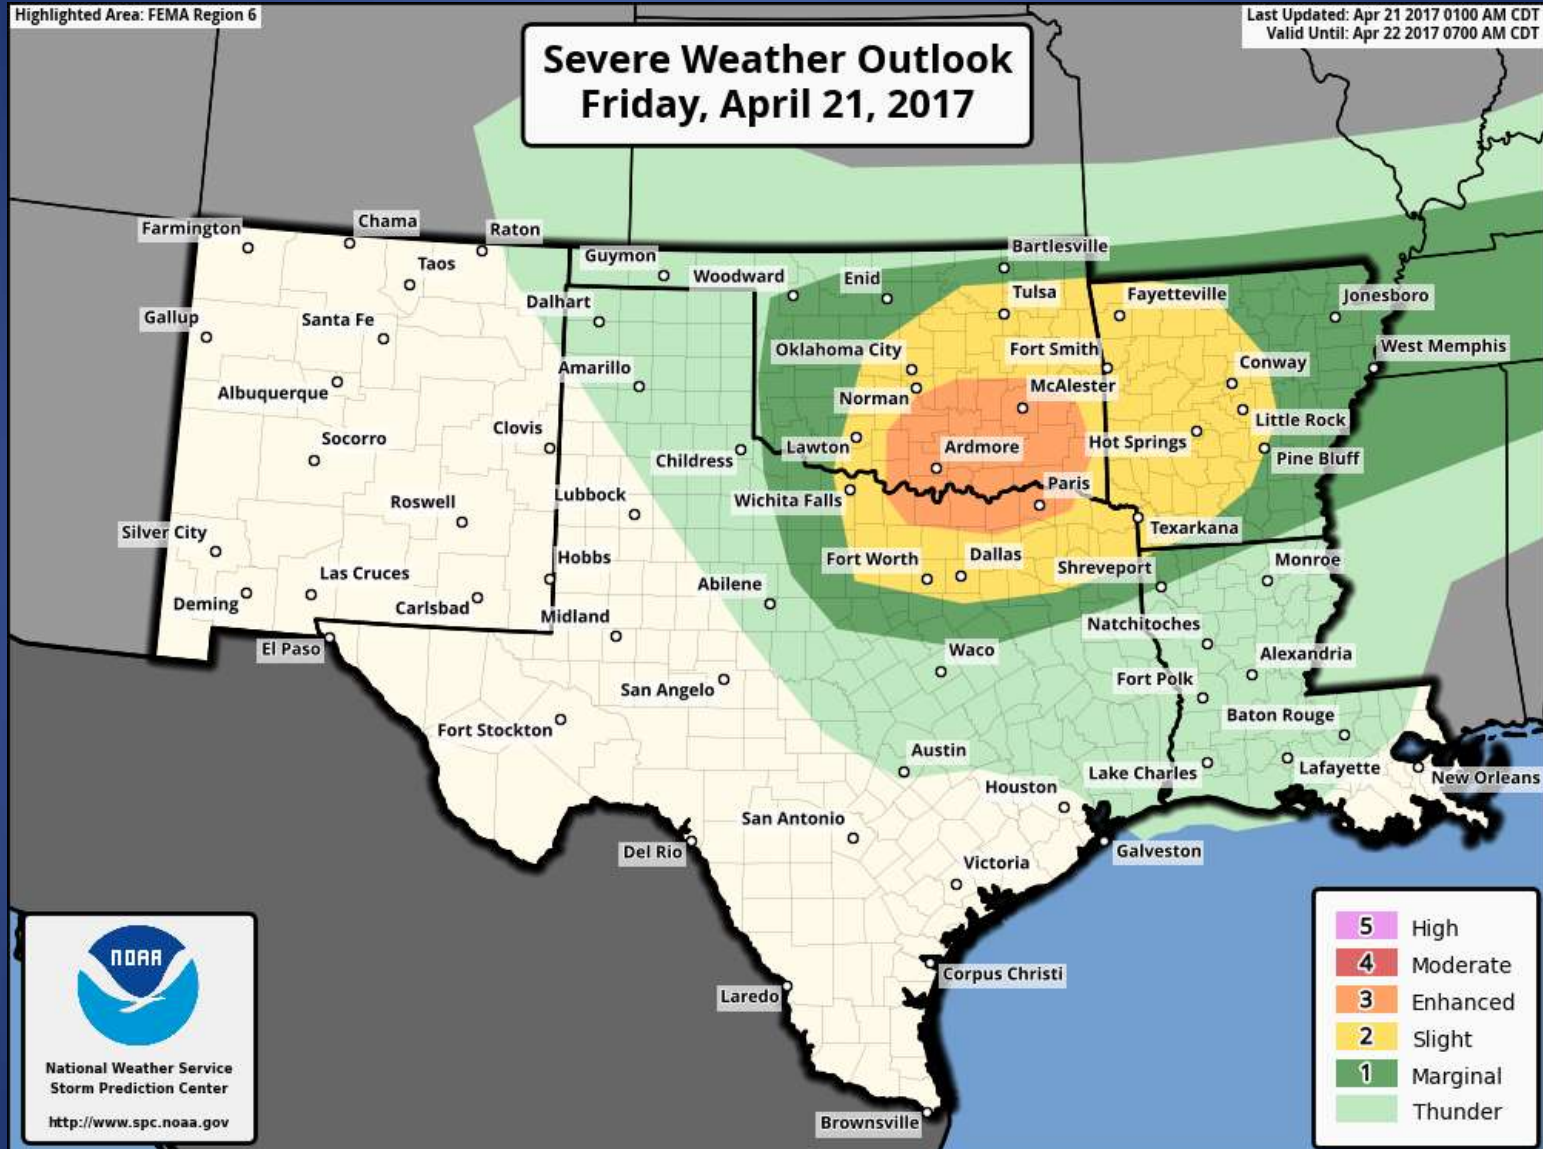 Highlighted Area: FEMA Region 6
Last Updated: Apr 21 2017 0100 AM CDT
Valid Until: Apr 22 2017 0700 AM CDT
Severe Weather Outlook
Friday, April 21, 2017
Farmington
Chama
Raton
Taos
Guymon
Woodward
Enid
Bartlesville
Dalhart
Tulsa
Fayetteville
Jonesboro
Gallup
Santa Fe
Oklahoma City
Fort Smith
West Memphis
Amarillo
Conway
Albuquerque
Norman
McAlester
Clovis
Little Rock
Socorro
Childress
Lawton
Ardmore
Hot Springs
Pine Bluff
Roswell
Lubbock
Wichita Falls
Paris
Silver City
Texarkana
Hobbs
Fort Worth
Dallas
Shreveport
Monroe
Las Cruces
Abilene
Deming
Carlsbad
Midland
Natchitoches
El Paso
Waco
Alexandria
San Angelo
Fort Polk
Fort Stockton
Baton Rouge
Austin
Lake Charles
Lafayette
New Orleans
Houston
San Antonio
Del Rio
Galveston
Victoria
Corpus Christi
Laredo
Brownsville
NOAA
National Weather Service
Storm Prediction Center
http://www.spc.noaa.gov
5 High
4 Moderate
3 Enhanced
2 Slight
1 Marginal
Thunder